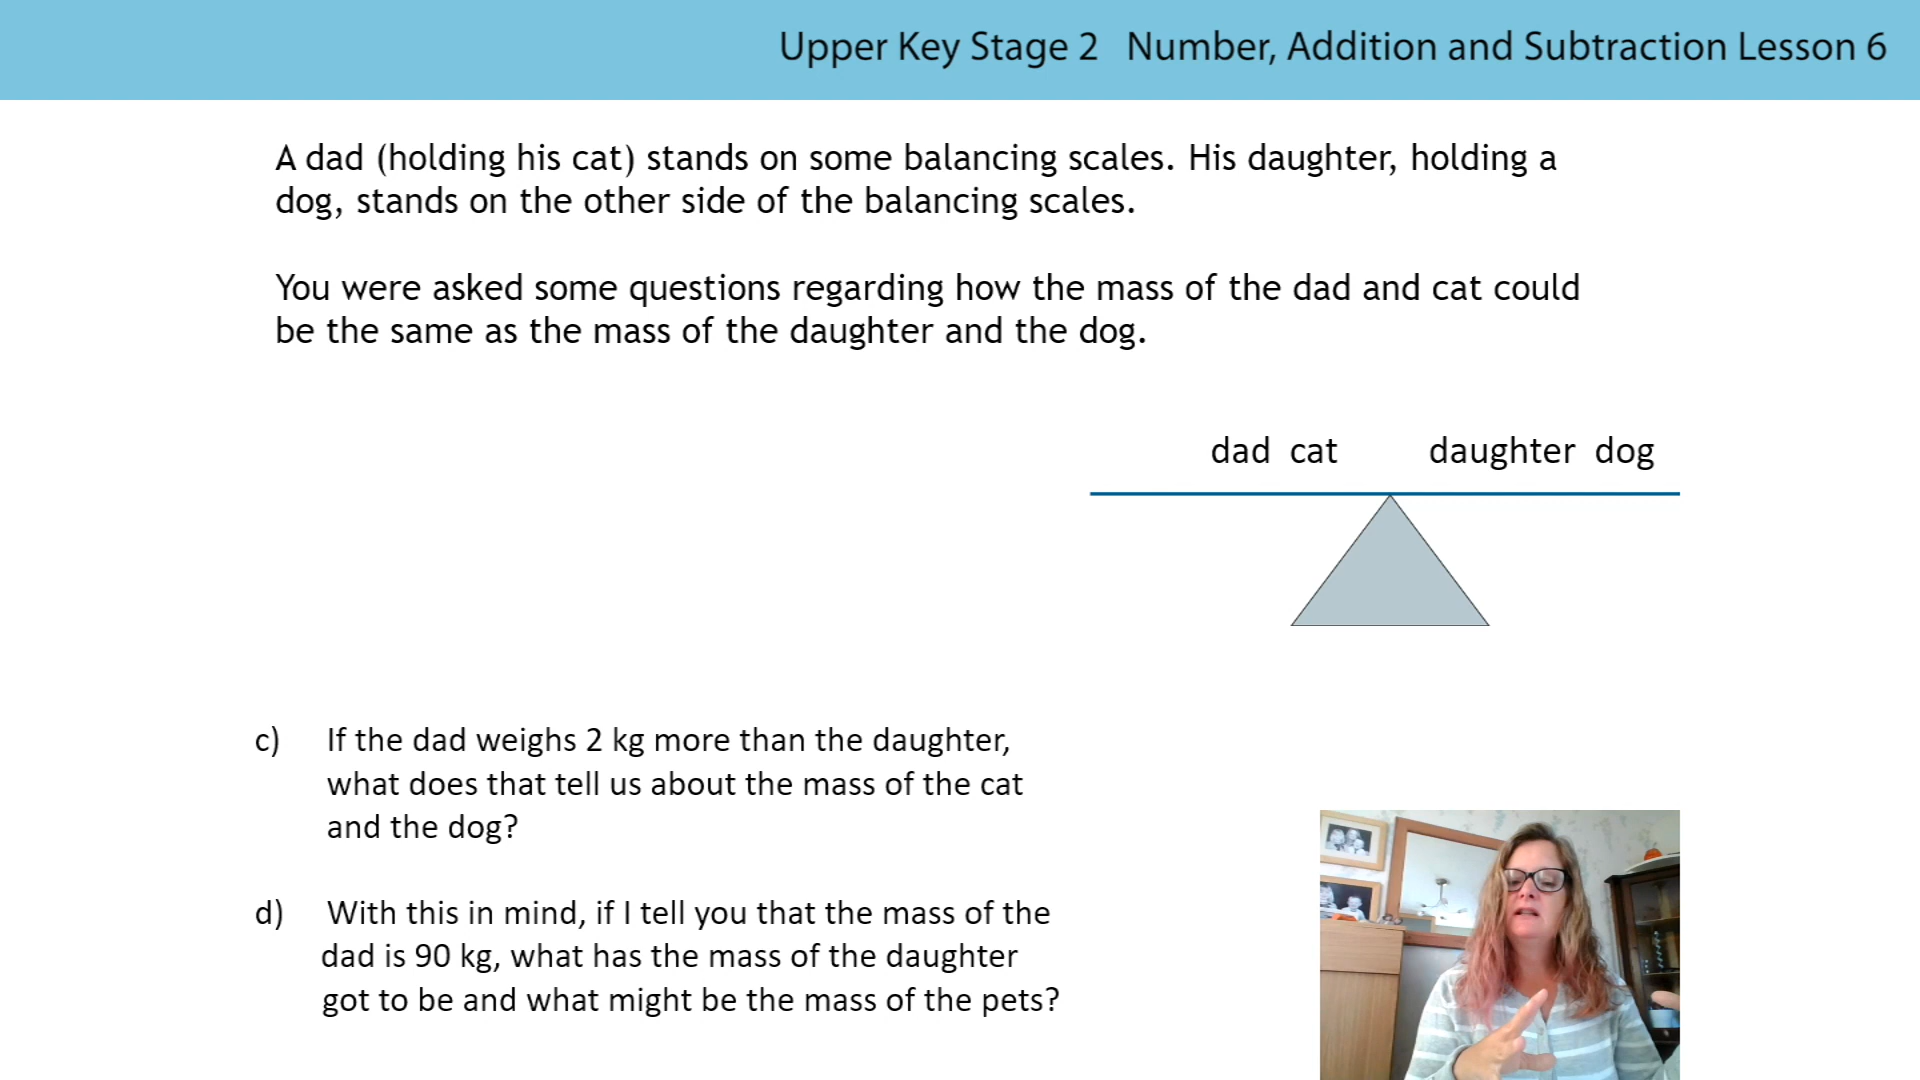 Upper Key Stage 2 Number, Addition and Subtraction Lesson 6
A dad (holding his cat) stands on some balancing scales. His daughter, holding a
dog, stands on the other side of the balancing scales.
You were asked some questions regarding how the mass of the dad and cat could
be the same as the mass of the daughter and the dog.
dad cat daughter dog
c) If the dad weighs 2 kg more than the daughter,
what does that tell us about the mass of the cat
and the dog?
d) With this in mind, if I tell you that the mass of the
dad is 90 kg, what has the mass of the daughter
got to be and what might be the mass of the pets?